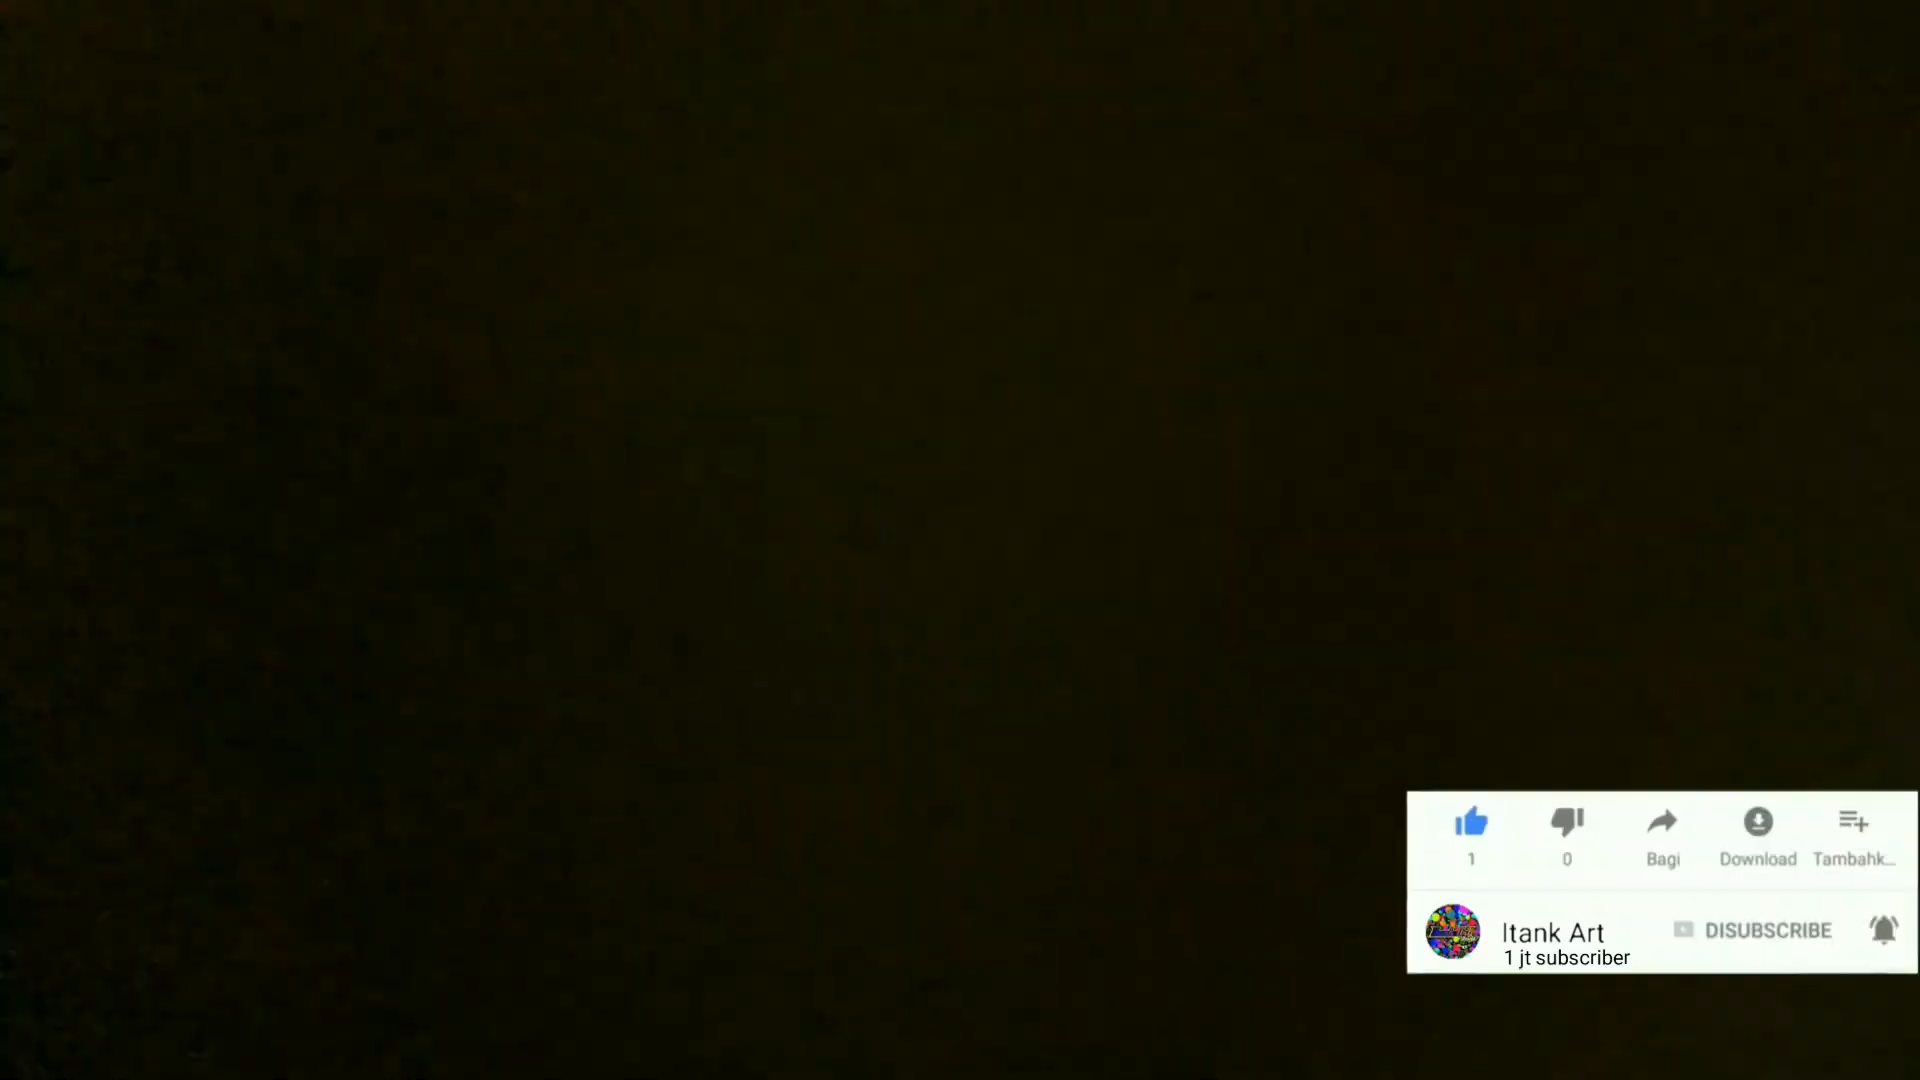 1
0
Bagi
Download
Tambahk...
Itank Art
1 jt subscriber
DISUBSCRIBE